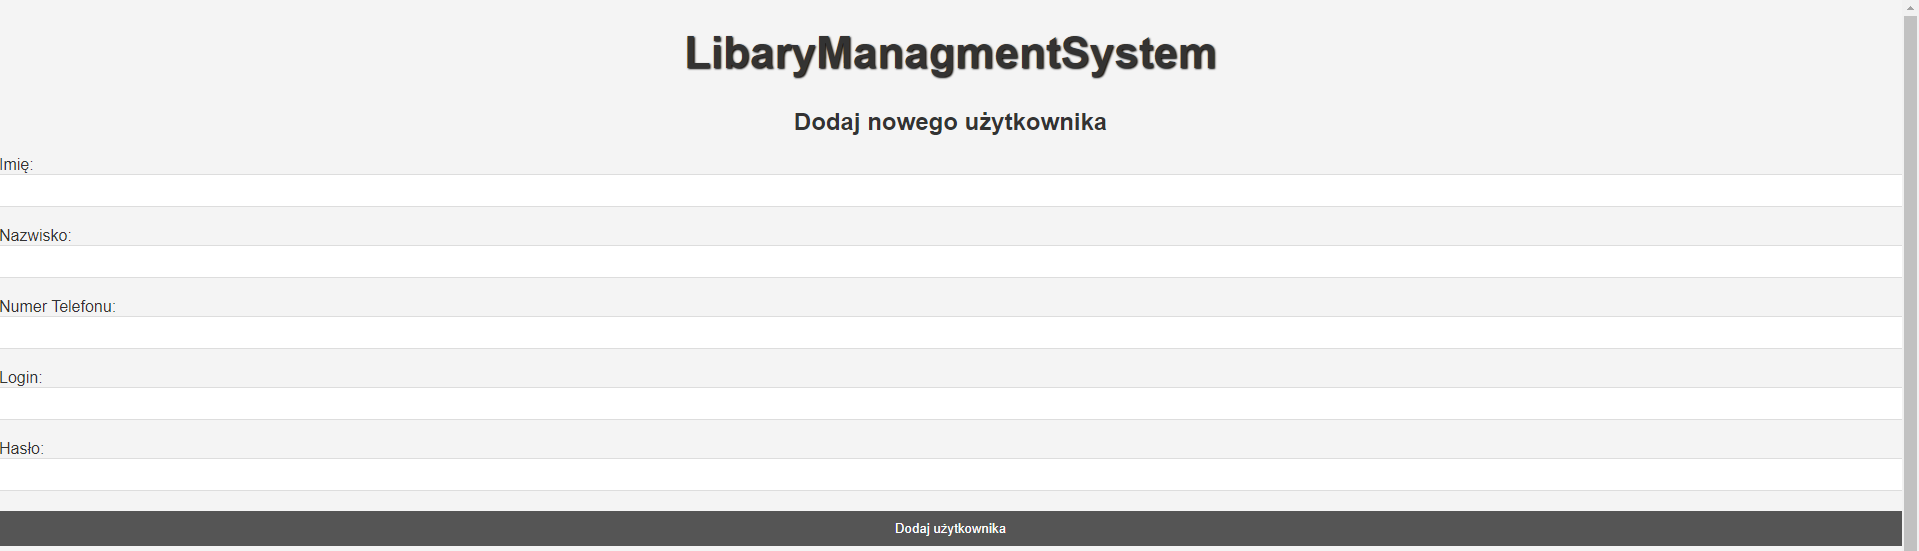 LibaryManagmentSystem
Dodaj nowego użytkownika
Imię:
Nazwisko:
Numer Telefonu:
Login:
Hasło:
Dodaj użytkownika